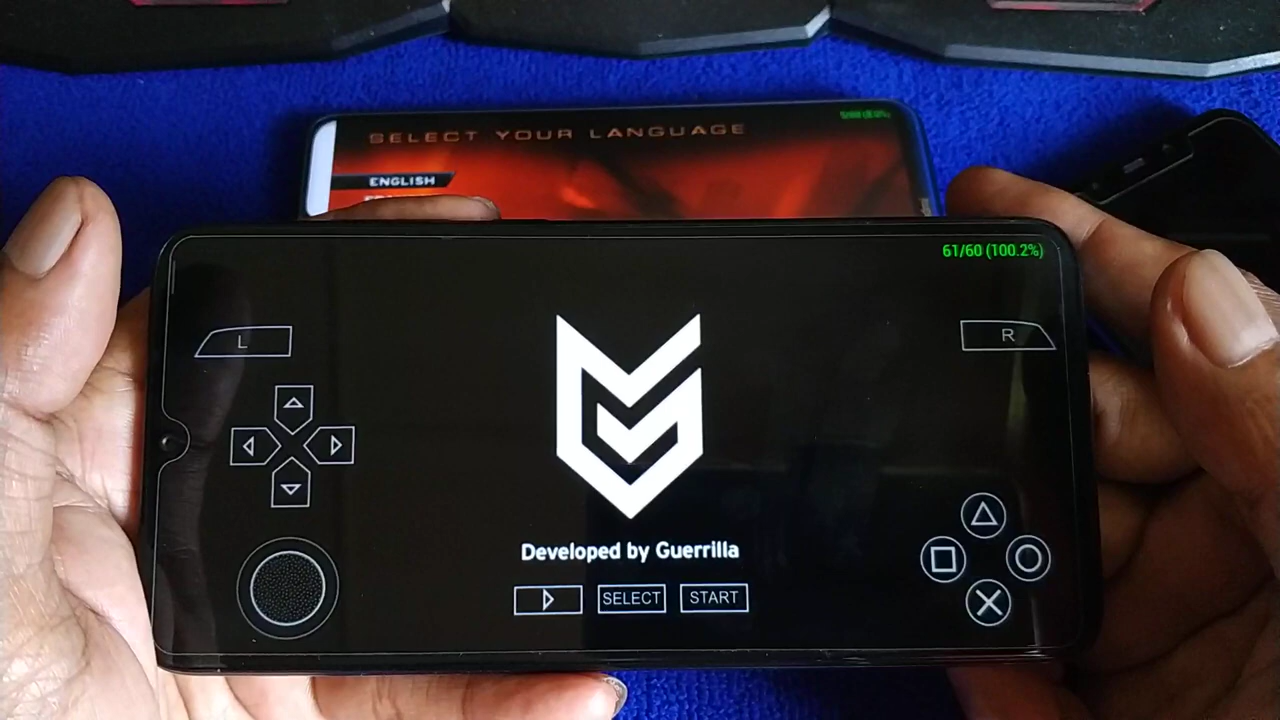 SELECT YOUR LANGUAGE
ENGLISH
61/60 (100.2%)
L
R
Developed by Guerrilla
SELECT
START